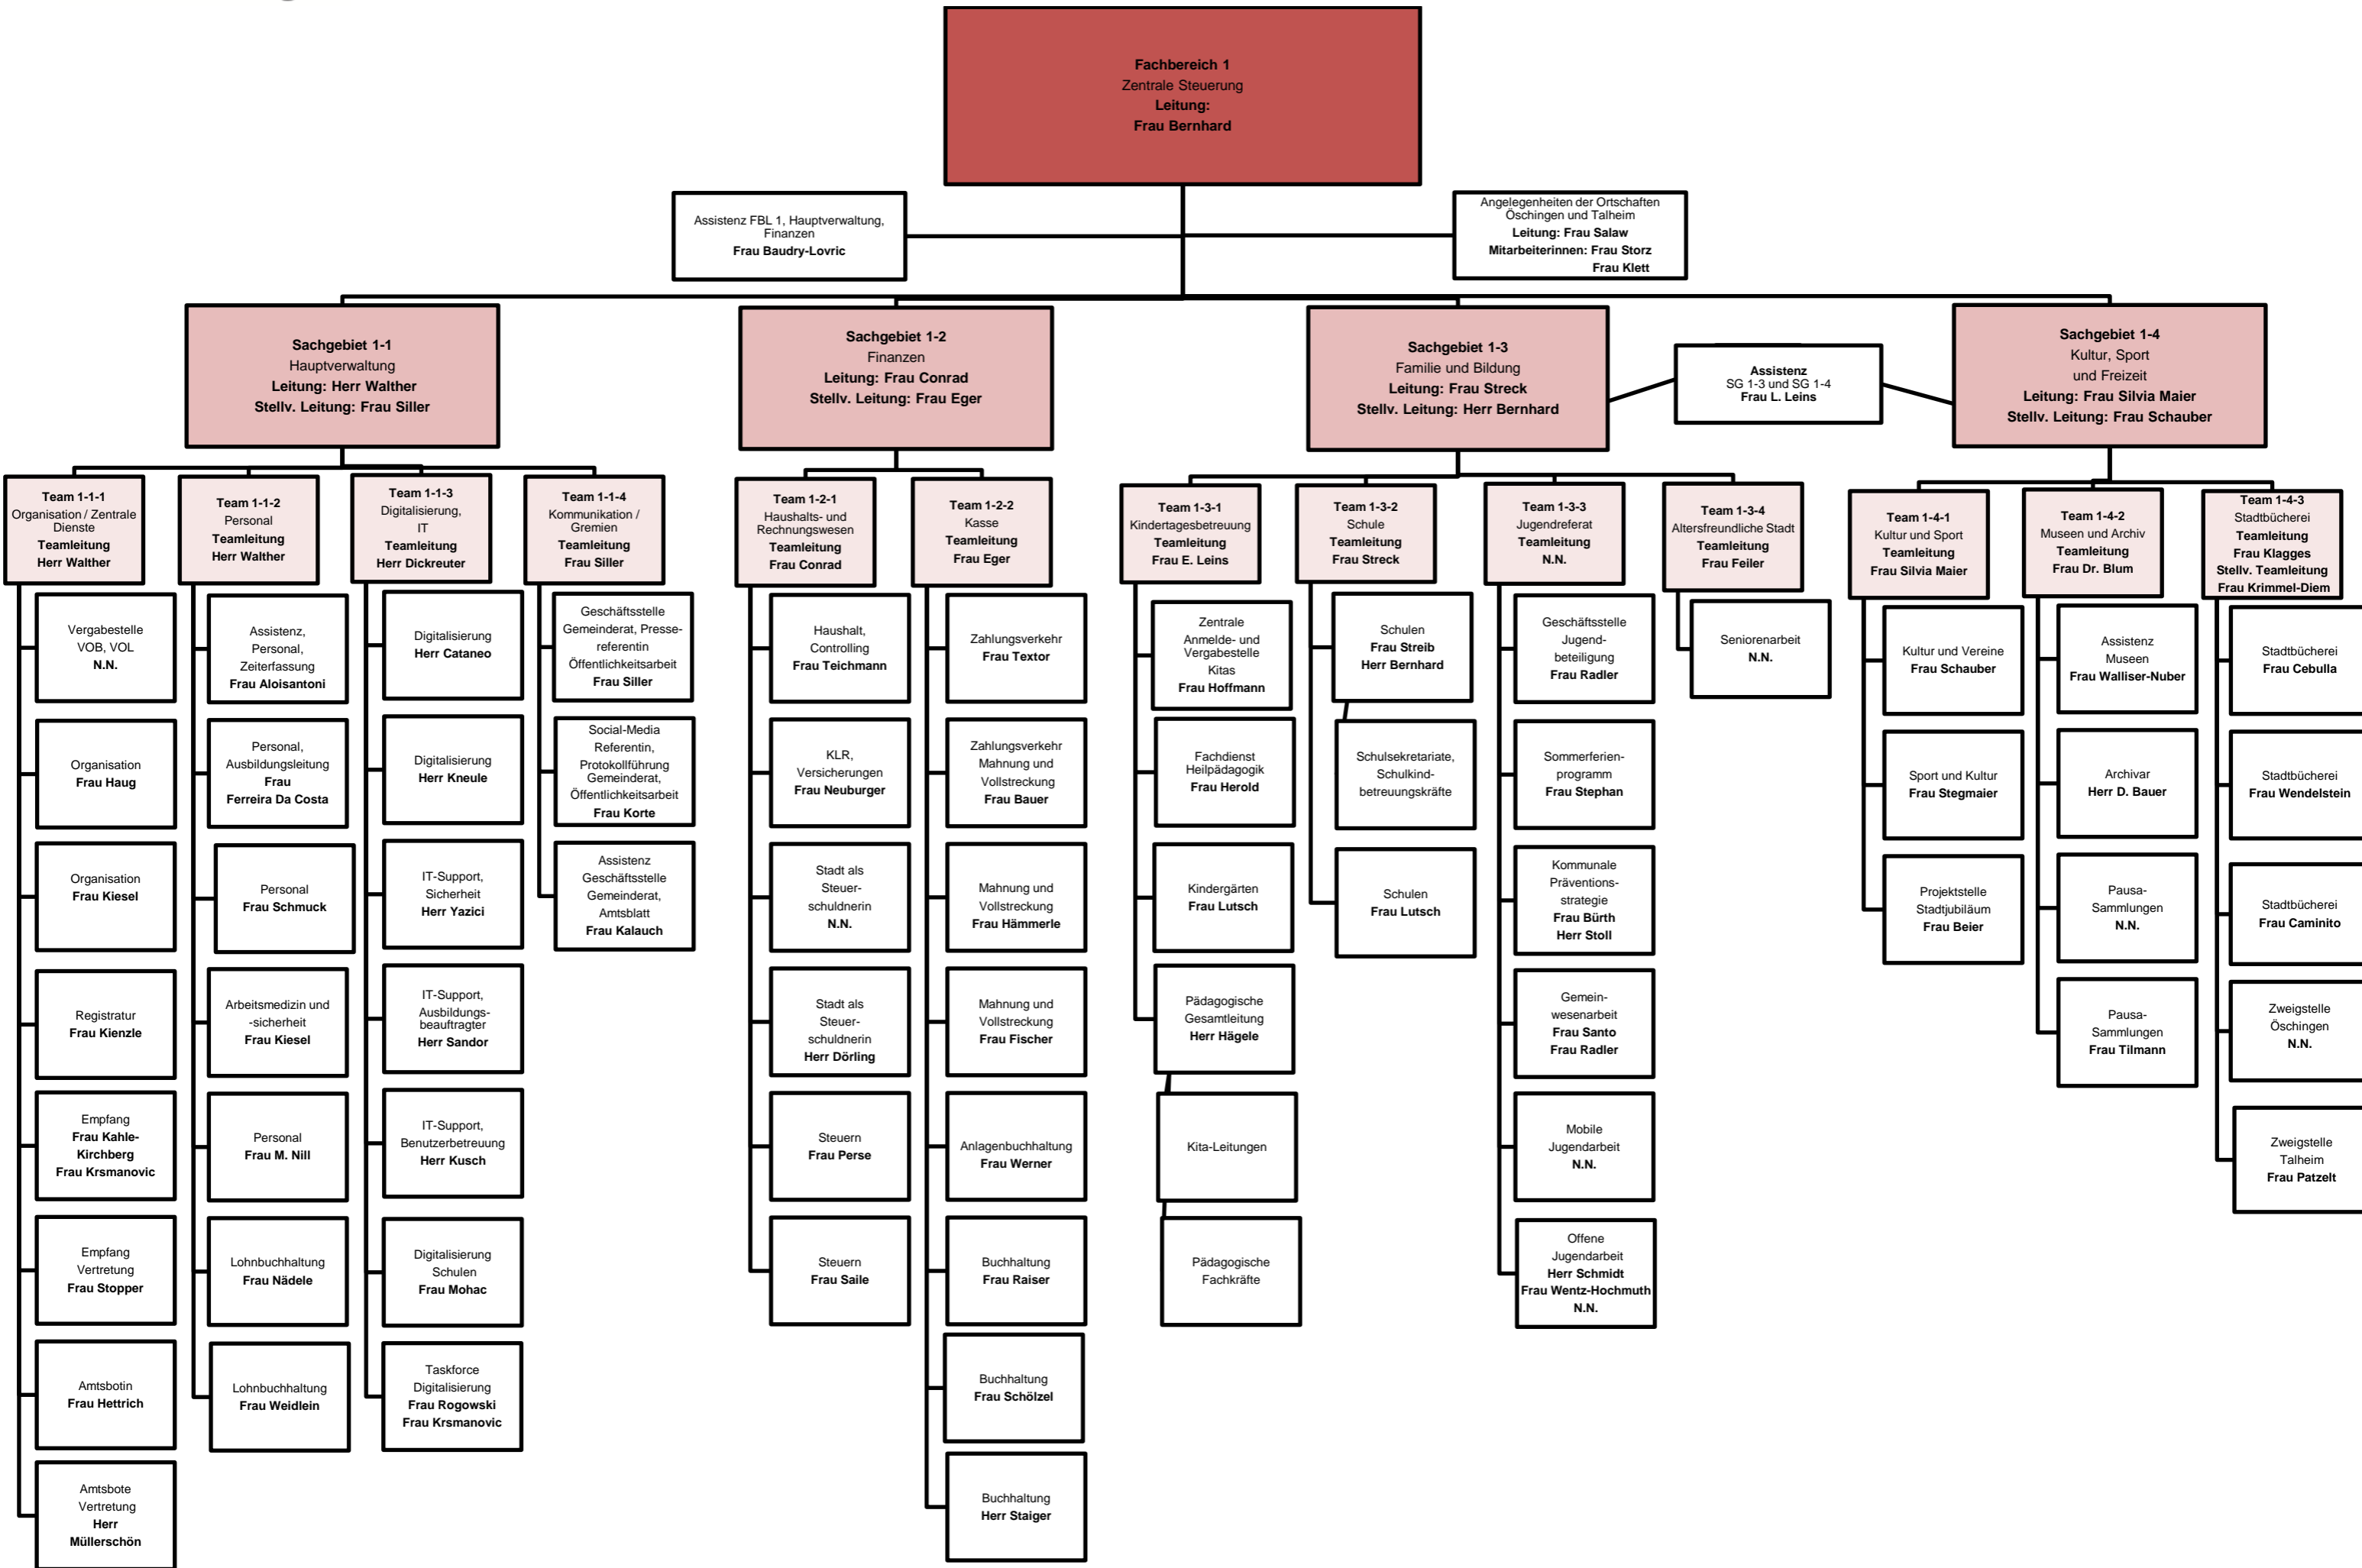 Fachbereich 1
Zentrale Steuerung
Leitung:
Frau Bernhard
Assistenz FBL 1, Hauptverwaltung,
Finanzen
Frau Baudry-Lovric
Angelegenheiten der Ortschaften
Öschingen und Talheim
Leitung: Frau Salaw
Mitarbeiterinnen: Frau Storz
Frau Klett
Sachgebiet 1-1
Hauptverwaltung
Leitung: Herr Walther
Stellv. Leitung: Frau Siller
Sachgebiet 1-2
Finanzen
Leitung: Frau Conrad
Stellv. Leitung: Frau Eger
Sachgebiet 1-3
Familie und Bildung
Leitung: Frau Streck
Stellv. Leitung: Herr Bernhard
Assistenz
SG 1-3 und SG 1-4
Frau L. Leins
Sachgebiet 1-4
Kultur, Sport
und Freizeit
Leitung: Frau Silvia Maier
Stellv. Leitung: Frau Schauber
Team 1-1-1
Organisation / Zentrale
Dienste
Teamleitung
Herr Walther
Vergabestelle
VOB, VOL
N.N.
Organisation
Frau Haug
Organisation
Frau Kiesel
Registratur
Frau Kienzle
Empfang
Frau Kahle-
Kirchberg
Frau Krsmanovic
Empfang
Vertretung
Frau Stopper
Amtsbotin
Frau Hettrich
Amtsbote
Vertretung
Herr
Müllerschön
Team 1-1-2
Personal
Teamleitung
Herr Walther
Assistenz,
Personal,
Zeiterfassung
Frau Aloisantoni
Personal,
Ausbildungsleitung
Frau
Ferreira Da Costa
Personal
Frau Schmuck
Arbeitsmedizin und
-sicherheit
Frau Kiesel
Personal
Frau M. Nill
Lohnbuchhaltung
Frau Nädele
Lohnbuchhaltung
Frau Weidlein
Team 1-1-3
Digitalisierung,
IT
Teamleitung
Herr Dickreuter
Digitalisierung
Herr Cataneo
Digitalisierung
Herr Kneule
IT-Support,
Sicherheit
Herr Yazici
IT-Support,
Ausbildungs-
beauftragter
Herr Sandor
IT-Support,
Benutzerbetreuung
Herr Kusch
Digitalisierung
Schulen
Frau Mohac
Taskforce
Digitalisierung
Frau Rogowski
Frau Krsmanovic
Team 1-1-4
Kommunikation /
Gremien
Teamleitung
Frau Siller
Geschäftsstelle
Gemeinderat, Presse-
referentin
Öffentlichkeitsarbeit
Frau Siller
Social-Media
Referentin,
Protokollführung
Gemeinderat,
Öffentlichkeitsarbeit
Frau Korte
Assistenz
Geschäftsstelle
Gemeinderat,
Amtsblatt
Frau Kalauch
Team 1-2-1
Haushalts- und
Rechnungswesen
Teamleitung
Frau Conrad
Haushalt,
Controlling
Frau Teichmann
KLR,
Versicherungen
Frau Neuburger
Stadt als
Steuer-
schuldnerin
N.N.
Stadt als
Steuer-
schuldnerin
Herr Dörling
Steuern
Frau Perse
Steuern
Frau Saile
Team 1-2-2
Kasse
Teamleitung
Frau Eger
Zahlungsverkehr
Frau Textor
Zahlungsverkehr
Mahnung und
Vollstreckung
Frau Bauer
Mahnung und
Vollstreckung
Frau Hämmerle
Mahnung und
Vollstreckung
Frau Fischer
Anlagenbuchhaltung
Frau Werner
Buchhaltung
Frau Raiser
Buchhaltung
Frau Schölzel
Buchhaltung
Herr Staiger
Team 1-3-1
Kindertagesbetreuung
Teamleitung
Frau E. Leins
Zentrale
Anmelde- und
Vergabestelle
Kitas
Frau Hoffmann
Fachdienst
Heilpädagogik
Frau Herold
Kindergärten
Frau Lutsch
Pädagogische
Gesamtleitung
Herr Hägele
Kita-Leitungen
Pädagogische
Fachkräfte
Team 1-3-2
Schule
Teamleitung
Frau Streck
Schulen
Frau Streib
Herr Bernhard
Schulsekretariate,
Schulkind-
betreuungskräfte
Schulen
Frau Lutsch
Team 1-3-3
Jugendreferat
Teamleitung
N.N.
Geschäftsstelle
Jugend-
beteiligung
Frau Radler
Sommerferien-
programm
Frau Stephan
Kommunale
Präventions-
strategie
Frau Bürth
Herr Stoll
Gemein-
wesenarbeit
Frau Santo
Frau Radler
Mobile
Jugendarbeit
N.N.
Offene
Jugendarbeit
Herr Schmidt
Frau Wentz-Hochmuth
N.N.
Team 1-3-4
Altersfreundliche Stadt
Teamleitung
Frau Feiler
Seniorenarbeit
N.N.
Team 1-4-1
Kultur und Sport
Teamleitung
Frau Silvia Maier
Kultur und Vereine
Frau Schauber
Sport und Kultur
Frau Stegmaier
Projektstelle
Stadtjubiläum
Frau Beier
Team 1-4-2
Museen und Archiv
Teamleitung
Frau Dr. Blum
Assistenz
Museen
Frau Walliser-Nuber
Archivar
Herr D. Bauer
Pausa-
Sammlungen
N.N.
Pausa-
Sammlungen
Frau Tilmann
Team 1-4-3
Stadtbücherei
Teamleitung
Frau Klagges
Stellv. Teamleitung
Frau Krimmel-Diem
Stadtbücherei
Frau Cebulla
Stadtbücherei
Frau Wendelstein
Stadtbücherei
Frau Caminito
Zweigstelle
Öschingen
N.N.
Zweigstelle
Talheim
Frau Patzelt